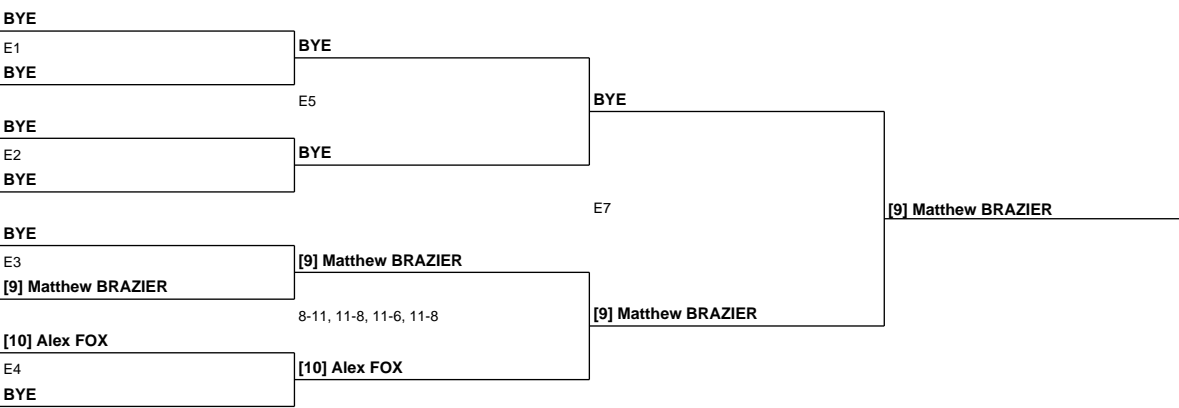 BYE
E1
BYE
BYE
E5
BYE
BYE
E2
BYE
BYE
E7
[9] Matthew BRAZIER
BYE
E3
[9] Matthew BRAZIER
[9] Matthew BRAZIER
8-11, 11-8, 11-6, 11-8
[9] Matthew BRAZIER
[10] Alex FOX
E4
[10] Alex FOX
BYE